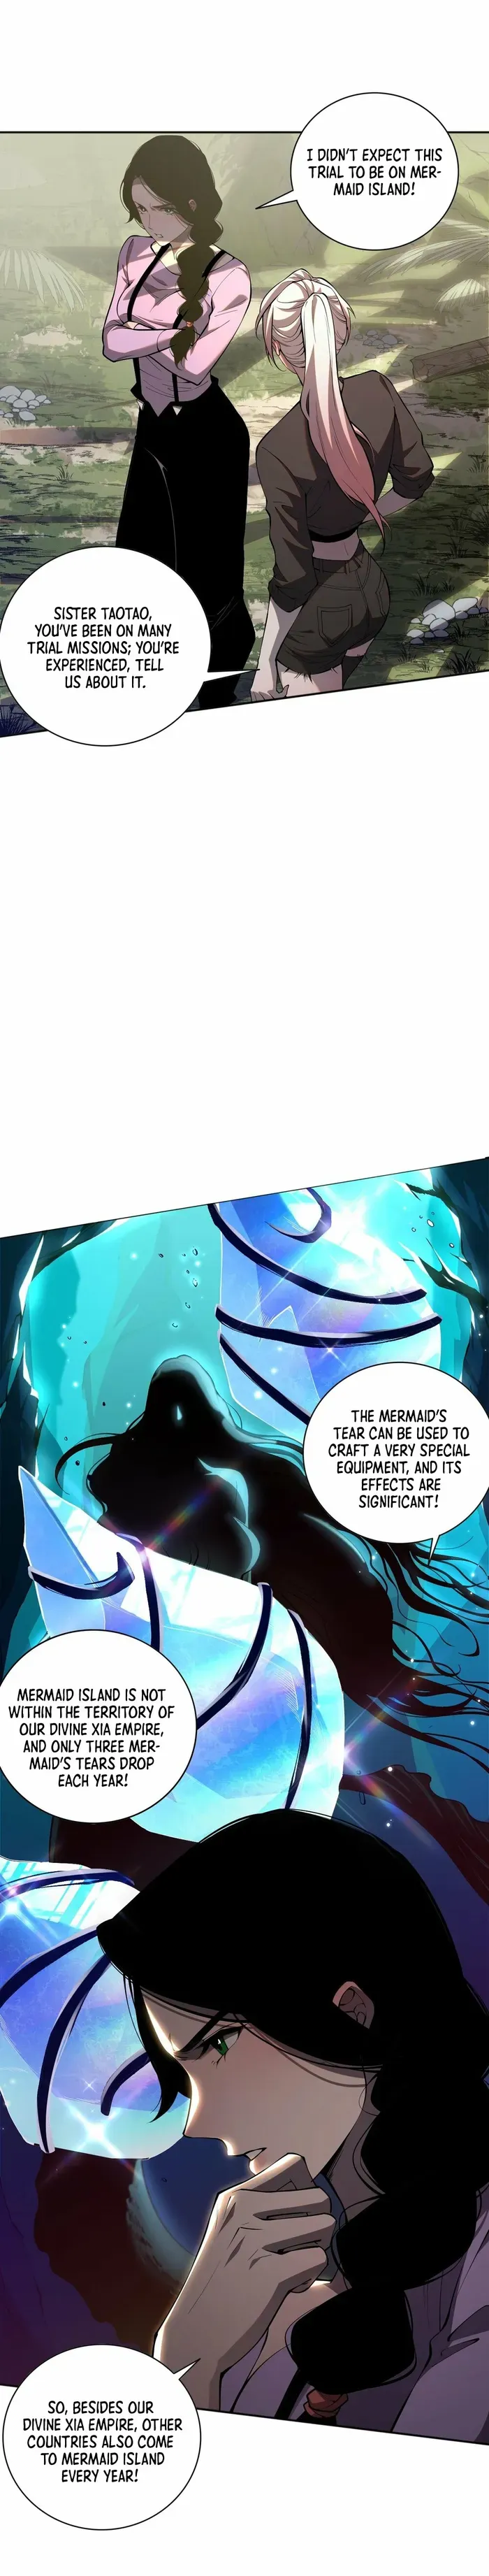 I DIDN'T EXPECT THIS
TRIAL TO BE ON MER-
MAID ISLAND!
SISTER TAOTAO,
YOU'VE BEEN ON MANY
TRIAL MISSIONS; YOU'RE
EXPERIENCED, TELL
US ABOUT IT.
THE MERMAID'S
TEAR CAN BE USED TO
CRAFT A VERY SPECIAL
EQUIPMENT, AND ITS
EFFECTS ARE
SIGNIFICANT!
MERMAID ISLAND IS NOT
WITHIN THE TERRITORY OF
OUR DIVINE XIA EMPIRE,
AND ONLY THREE MER-
MAID'S TEARS DROP
EACH YEAR!
SO, BESIDES OUR
DIVINE XIA EMPIRE, OTHER
COUNTRIES ALSO COME
TO MERMAID ISLAND
EVERY YEAR!